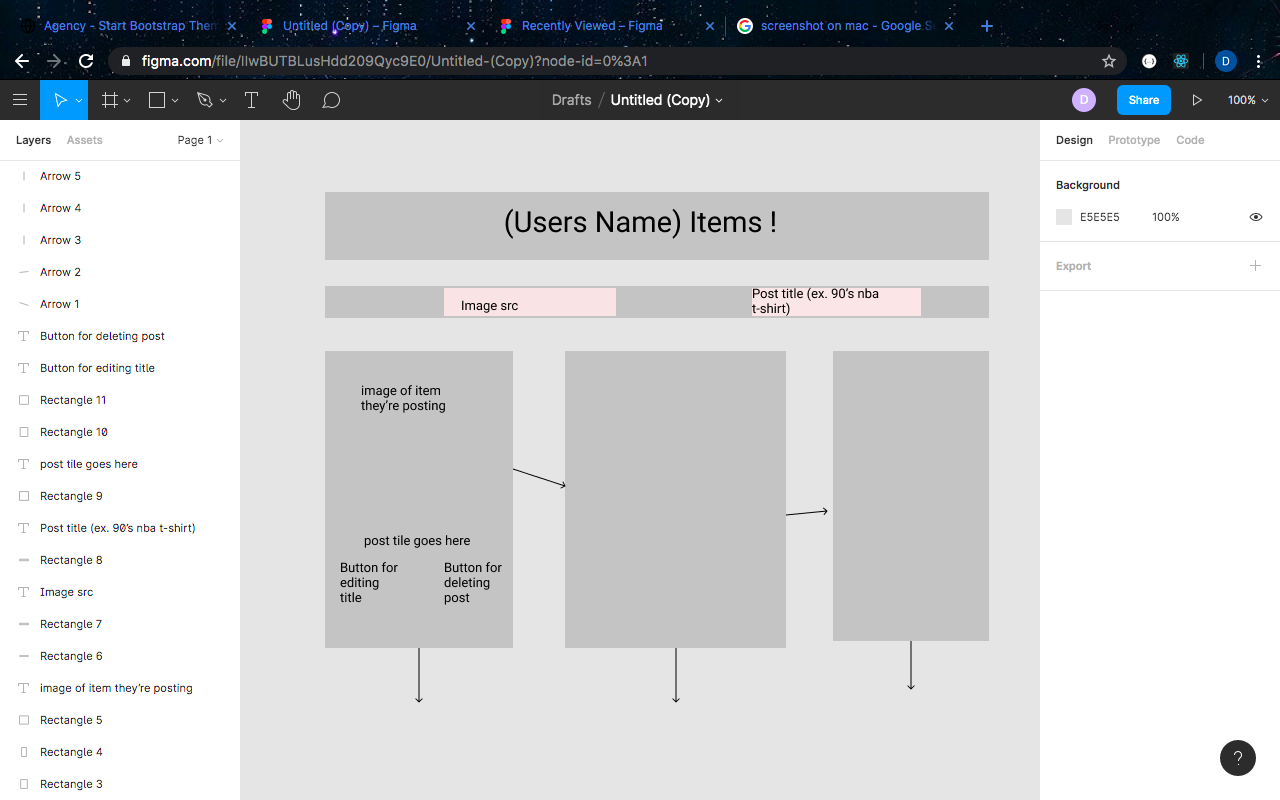 Agency - Start Bootstrap Them
Untitled (Copy) – Figma
Recently Viewed – Figma
screenshot on mac - Google S
figma.com/file/IlwBUTBLusHdd209Qyc9E0/Untitled-(Copy)?node-id=0%3A1
D
Drafts / Untitled (Copy)
D
Share
100%
Layers
Assets
Page 1
Design
Prototype
Code
Arrow 5
Arrow 4
Arrow 3
Arrow 2
Arrow 1
Button for deleting post
Button for editing title
Rectangle 11
Rectangle 10
post tile goes here
Rectangle 9
Post title (ex. 90's nba t-shirt)
Rectangle 8
Image src
Rectangle 7
Rectangle 6
image of item they're posting
Rectangle 5
Rectangle 4
Rectangle 3
(Users Name) Items !
Image src
Post title (ex. 90's nba
t-shirt)
image of item
they're posting
post tile goes here
Button for
editing
title
Button for
deleting
post
Background
E5E5E5
100%
Export
?